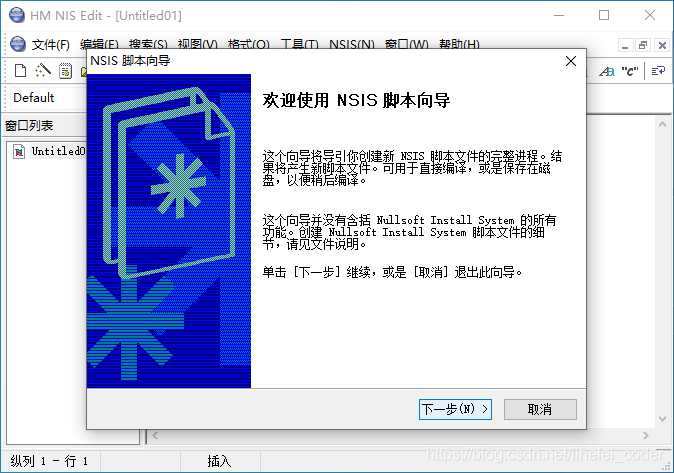 HM NIS Edit - [Untitled01]
文件(F) 编辑(E) 搜索(S) 视图(V) 格式(O) 工具(T) NSIS(N) 窗口(W) 帮助(H)
NSIS 脚本向导
Default
窗口列表
Untitled0
欢迎使用 NSIS 脚本向导
这个向导将导引你创建新 NSIS 脚本文件的完整进程。结
果将产生新脚本文件。可用于直接编译，或是保存在磁
盘，以便稍后编译。
这个向导并没有含括 Nullsoft Install System 的所有
功能。创建 Nullsoft Install System 脚本文件的细
节，请见文件说明。
单击 [下一步] 继续，或是 [取消] 退出此向导。
下一步(N) >
取消
纵列 1 - 行 1
插入
https://blog.csdn.net/lihefei_coder